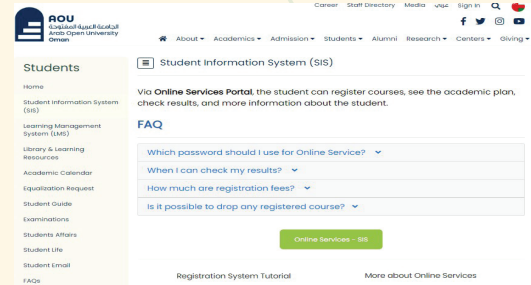 Career Staff Directory Media عربي Sign In
AOU
الجامعة العربية المفتوحة
Arab Open University
Oman
About Academics Admission Students Alumni Research Centers Giving
Students
Home
Student Information System
(SIS)
Learning Management
System (LMS)
Library & Learning
Resources
Academic Calendar
Equalization Request
Student Guide
Examinations
Students Affairs
Student Life
Student Email
FAQs
Student Information System (SIS)
Via Online Services Portal, the student can register courses, see the academic plan,
check results, and more information about the student.
FAQ
Which password should I use for Online Service?
When I can check my results?
How much are registration fees?
Is it possible to drop any registered course?
Online Services - SIS
Registration System Tutorial
More about Online Services